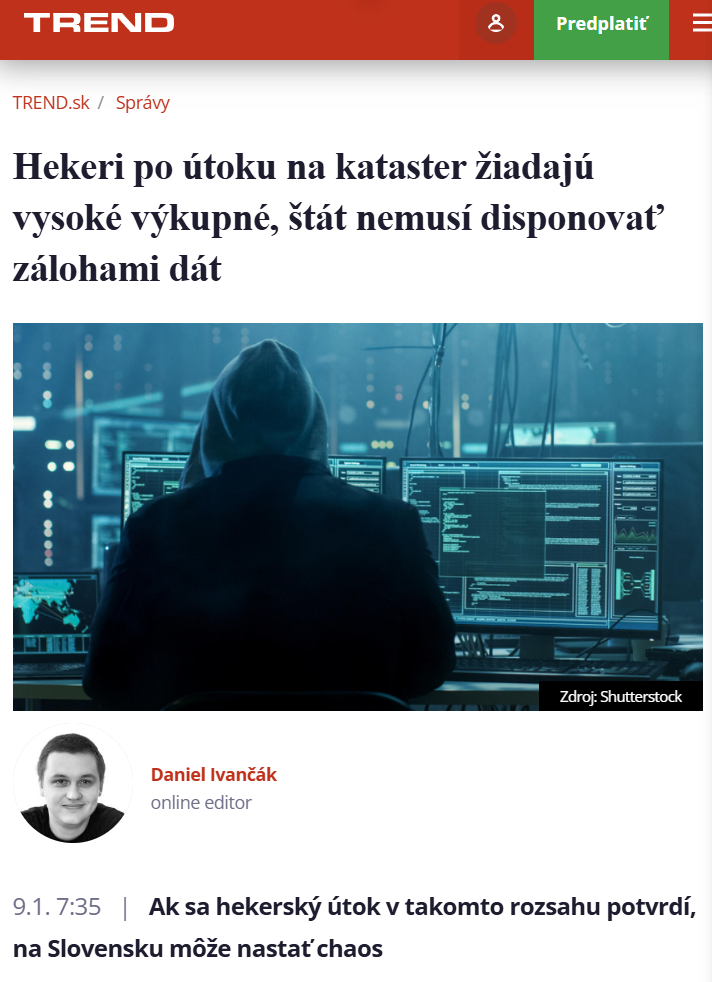 TREND
Predplatiť
TREND.sk / Správy
Hekeri po útoku na kataster žiadajú
vysoké výkupné, štát nemusí disponovať
zálohami dát
Zdroj: Shutterstock
Daniel Ivančák
online editor
9.1. 7:35 | Ak sa hekerský útok v takomto rozsahu potvrdí,
na Slovensku môže nastať chaos